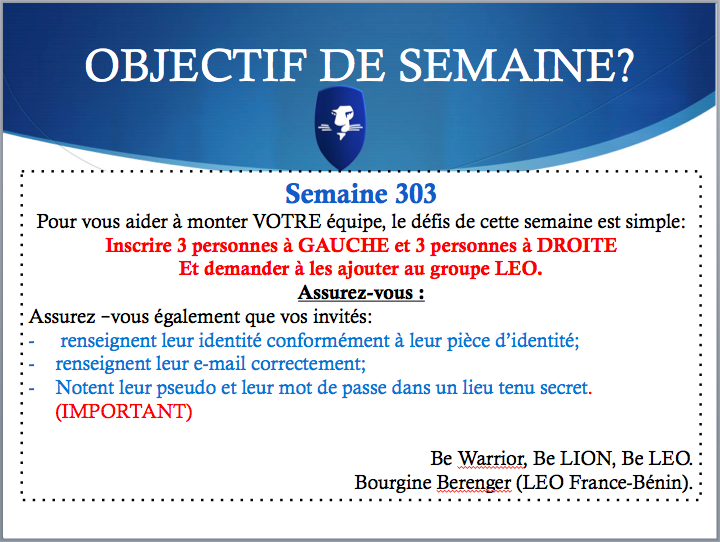 OBJECTIF DE SEMAINE?
Semaine 303
Pour vous aider à monter VOTRE équipe, le défis de cette semaine est simple:
Inscrire 3 personnes à GAUCHE et 3 personnes à DROITE
Et demander à les ajouter au groupe LEO.
Assurez-vous :
Assurez –vous également que vos invités:
- renseignent leur identité conformément à leur pièce d’identité;
- renseignent leur e-mail correctement;
- Notent leur pseudo et leur mot de passe dans un lieu tenu secret.
(IMPORTANT)
Be Warrior, Be LION, Be LEO.
Bourgine Berenger (LEO France-Bénin).